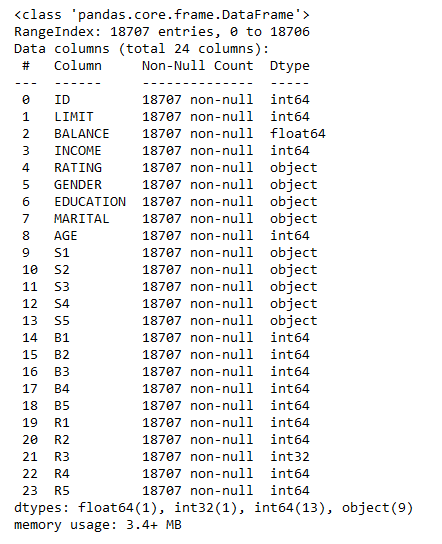 <class 'pandas.core.frame.DataFrame'>
RangeIndex: 18707 entries, 0 to 18706
Data columns (total 24 columns):
 #   Column     Non-Null Count  Dtype
---  ------     --------------  -----
 0   ID         18707 non-null  int64
 1   LIMIT      18707 non-null  int64
 2   BALANCE    18707 non-null  float64
 3   INCOME     18707 non-null  int64
 4   RATING     18707 non-null  object
 5   GENDER     18707 non-null  object
 6   EDUCATION  18707 non-null  object
 7   MARITAL    18707 non-null  object
 8   AGE        18707 non-null  int64
 9   S1         18707 non-null  object
 10  S2         18707 non-null  object
 11  S3         18707 non-null  object
 12  S4         18707 non-null  object
 13  S5         18707 non-null  object
 14  B1         18707 non-null  int64
 15  B2         18707 non-null  int64
 16  B3         18707 non-null  int64
 17  B4         18707 non-null  int64
 18  B5         18707 non-null  int64
 19  R1         18707 non-null  int64
 20  R2         18707 non-null  int64
 21  R3         18707 non-null  int32
 22  R4         18707 non-null  int64
 23  R5         18707 non-null  int64
dtypes: float64(1), int32(1), int64(13), object(9)
memory usage: 3.4+ MB